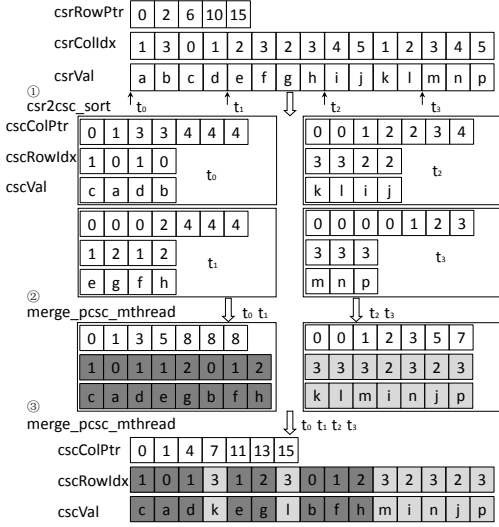 csrRowPtr 0 2 6 10 15
csrColIdx 1 3 0 1 2 3 2 3 4 5 1 2 3 4 5
csrVal a b c d e f g h i j k l m n p
①
csr2csc_sort t₀ t₁ t₂ t₃
cscColPtr 0 1 3 3 4 4 4 0 0 1 2 2 3 4
cscRowIdx 1 0 1 0 t₀ 3 3 2 2 t₂
cscVal c a d b k l i j
0 0 0 2 4 4 4 0 0 0 0 1 2 3
1 2 1 2 t₁ 3 3 3 t₃
e g f h m n p
②
merge_pcsc_mthread t₀ t₁ t₂ t₃
0 1 3 5 8 8 8 0 0 1 2 3 5 7
1 0 1 1 2 0 1 2 3 3 3 2 3 2 3
c a d e g b f h k l m i n j p
③
merge_pcsc_mthread t₀ t₁ t₂ t₃
cscColPtr 0 1 4 7 11 13 15
cscRowIdx 1 0 1 3 1 2 3 0 1 2 3 2 3 2 3
cscVal c a d k e g l b f h m i n j p